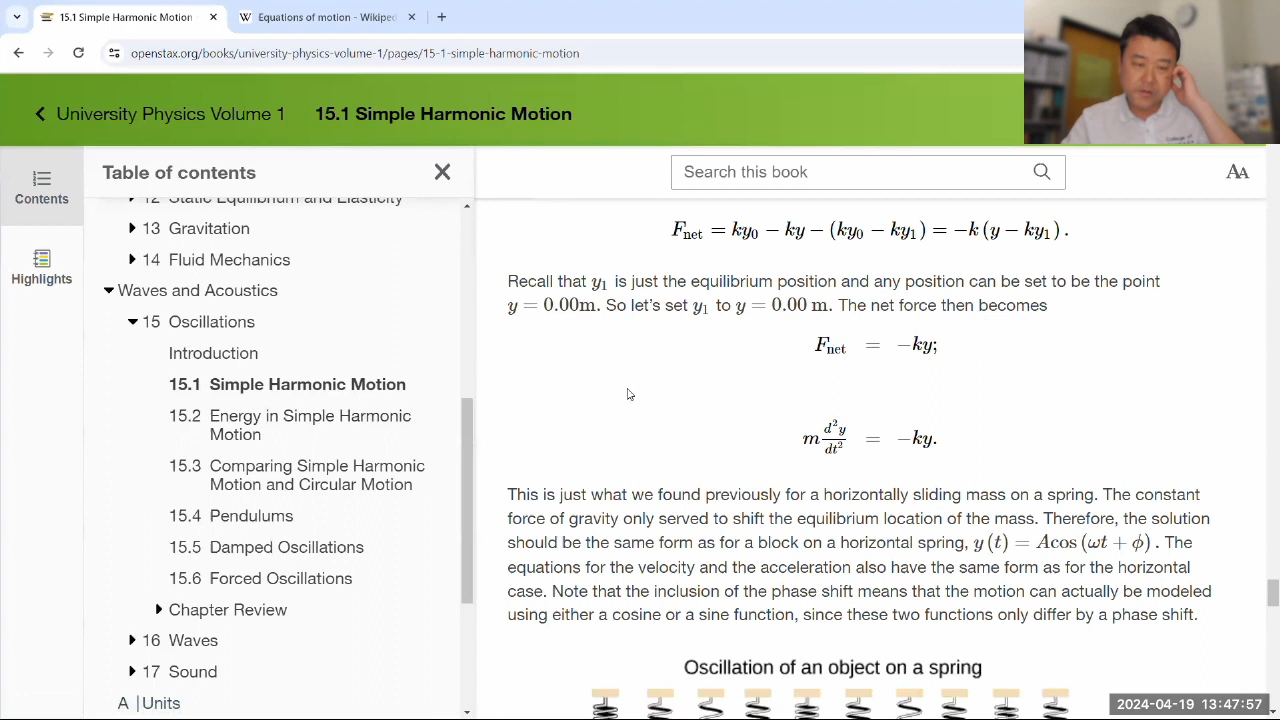 15.1 Simple Harmonic Motion
Equations of motion - Wikiped
openstax.org/books/university-physics-volume-1/pages/15-1-simple-harmonic-motion
University Physics Volume 1
15.1 Simple Harmonic Motion
Contents
Highlights
Table of contents
12 Static Equilibrium and Elasticity
13 Gravitation
14 Fluid Mechanics
Waves and Acoustics
15 Oscillations
Introduction
15.1 Simple Harmonic Motion
15.2 Energy in Simple Harmonic
Motion
15.3 Comparing Simple Harmonic
Motion and Circular Motion
15.4 Pendulums
15.5 Damped Oscillations
15.6 Forced Oscillations
Chapter Review
16 Waves
17 Sound
A | Units
Search this book
AA
F_net = ky₀ − ky − (ky₀ − ky₁) = −k (y − ky₁) .
Recall that y₁ is just the equilibrium position and any position can be set to be the point
y = 0.00m. So let's set y₁ to y = 0.00 m. The net force then becomes
F_net = −ky;
m d²y/dt² = −ky.
This is just what we found previously for a horizontally sliding mass on a spring. The constant
force of gravity only served to shift the equilibrium location of the mass. Therefore, the solution
should be the same form as for a block on a horizontal spring, y (t) = Acos (ωt + ϕ) . The
equations for the velocity and the acceleration also have the same form as for the horizontal
case. Note that the inclusion of the phase shift means that the motion can actually be modeled
using either a cosine or a sine function, since these two functions only differ by a phase shift.
Oscillation of an object on a spring
2024-04-19 13:47:57